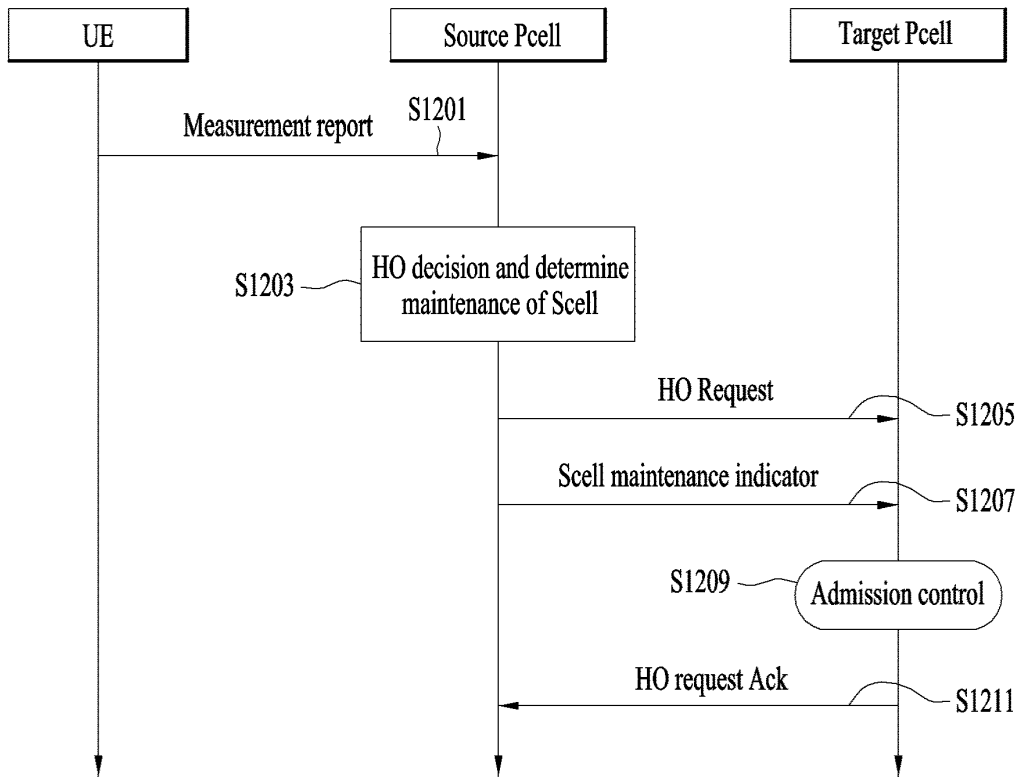 UE
Source Pcell
Target Pcell
S1201
Measurement report
HO decision and determine
maintenance of Scell
S1203
HO Request
S1205
Scell maintenance indicator
S1207
S1209
Admission control
HO request Ack
S1211